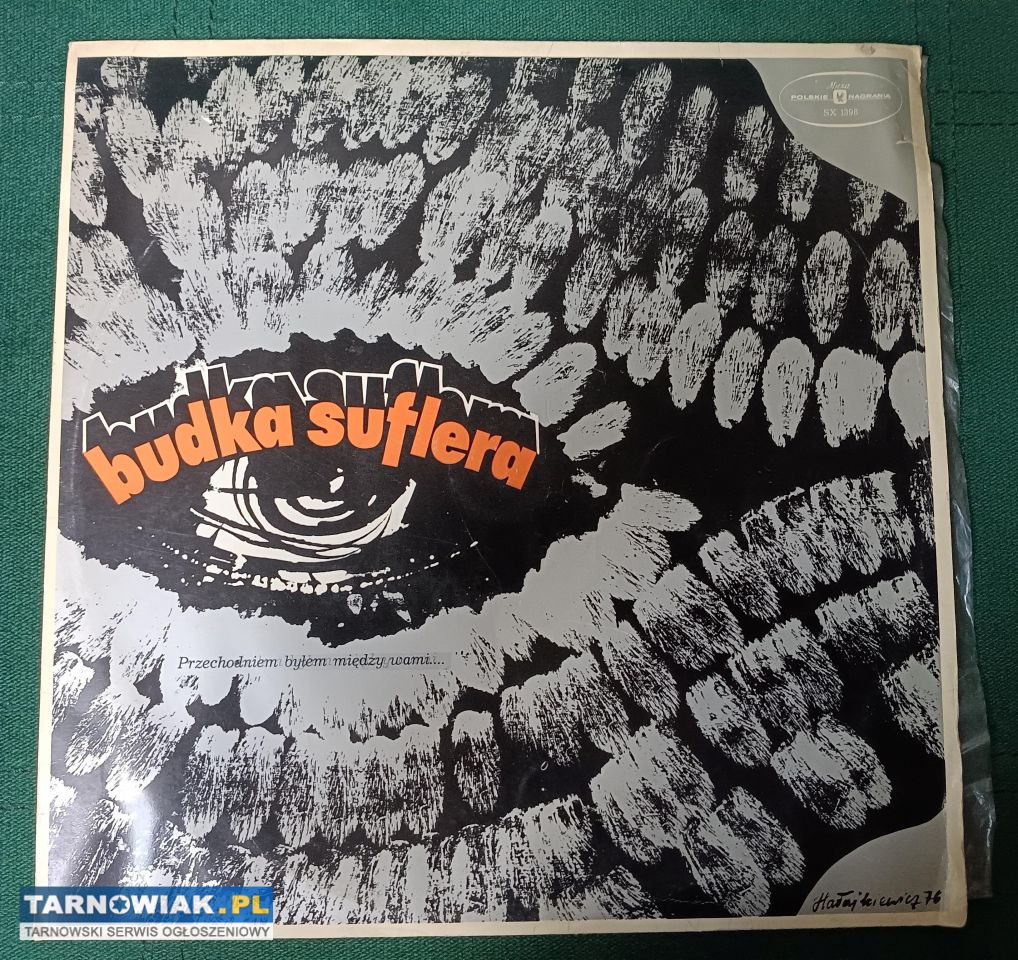 Muza
POLSKIE NAGRANIA
SX 1398
budka suflera
budka suflera
Przechodniem byłem między wami...
Hałajkiewicz 76
TARNOWIAK.PL
TARNOWSKI SERWIS OGŁOSZENIOWY